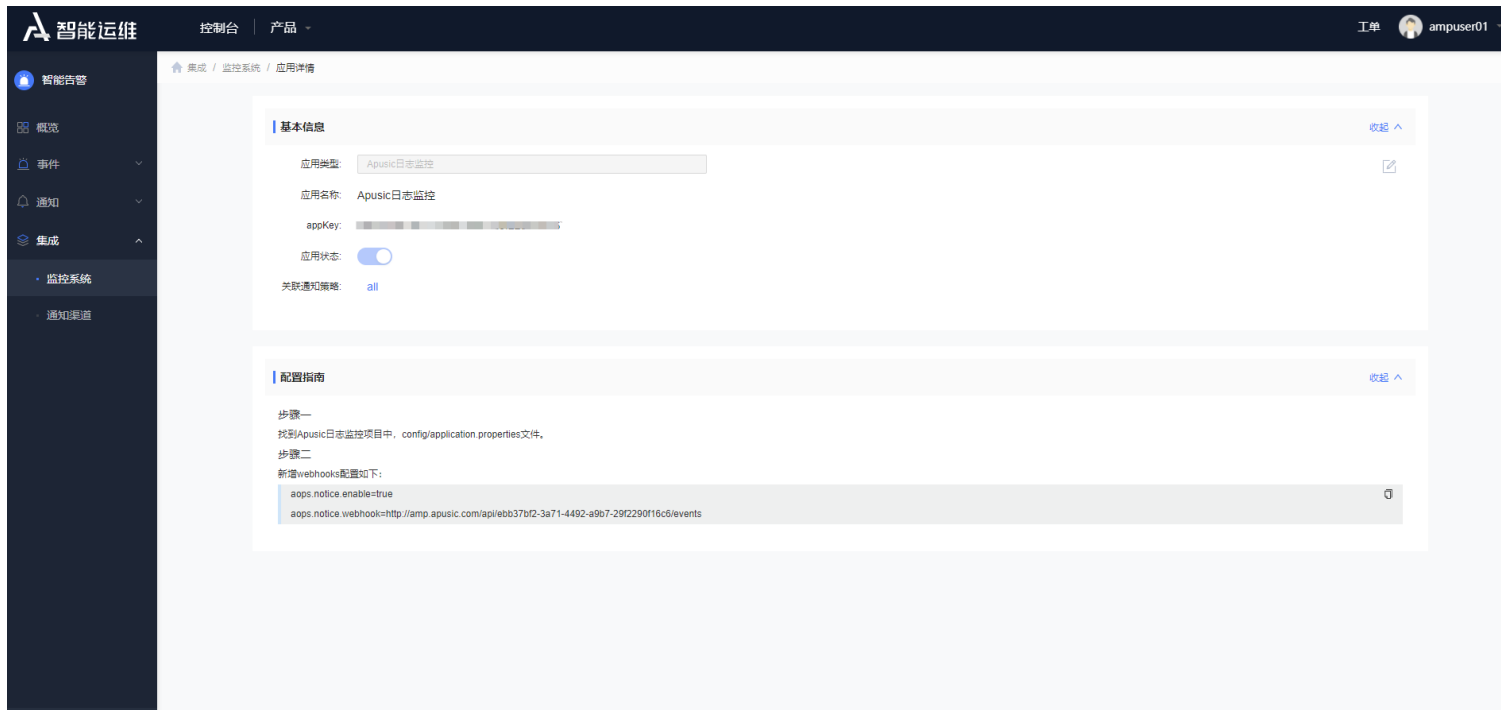 智能运维
控制台
产品
工单
ampuser01
智能告警
概览
事件
通知
集成
监控系统
通知渠道
集成 / 监控系统 / 应用详情
基本信息
收起
应用类型: Apusic日志监控
应用名称: Apusic日志监控
appKey:
应用状态:
关联通知策略: all
配置指南
收起
步骤一
找到Apusic日志监控项目中，config/application.properties文件。
步骤二
新增webhooks配置如下：
aops.notice.enable=true
aops.notice.webhook=http://amp.apusic.com/api/ebb37bf2-3a71-4492-a9b7-29f2290f16c6/events